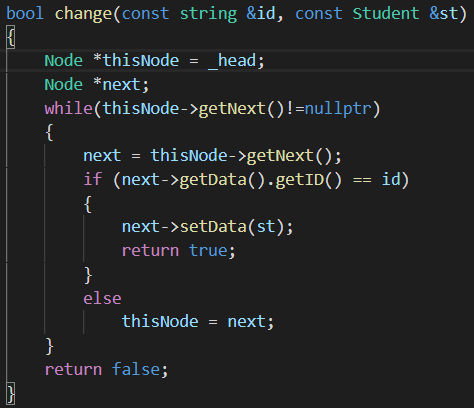 bool change(const string &id, const Student &st)
{
    Node *thisNode = _head;
    Node *next;
    while(thisNode->getNext()!=nullptr)
    {
        next = thisNode->getNext();
        if (next->getData().getID() == id)
        {
            next->setData(st);
            return true;
        }
        else
            thisNode = next;
    }
    return false;
}